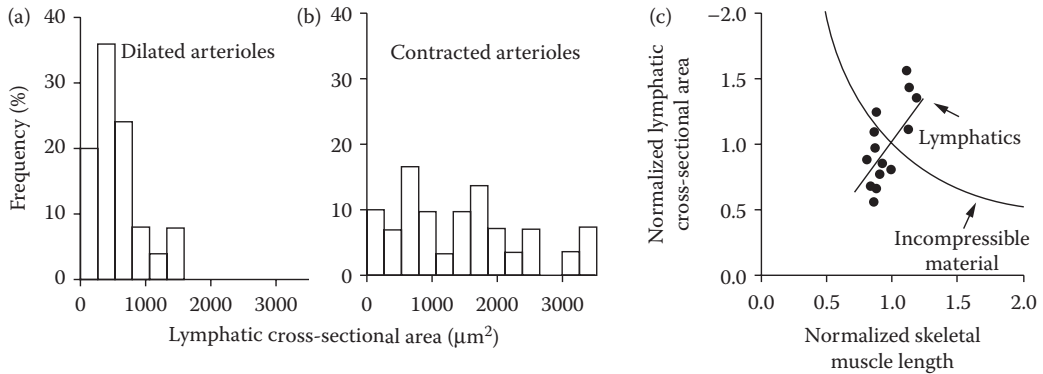 (a)
40
30
20
10
0
Frequency (%)
Dilated arterioles
0
1000
2000
3000
(b)
40
30
20
10
0
Contracted arterioles
0
1000
2000
3000
Lymphatic cross-sectional area (μm²)
(c)
−2.0
1.5
1.0
0.5
0.0
Normalized lymphatic
cross-sectional area
Lymphatics
Incompressible
material
0.0
0.5
1.0
1.5
2.0
Normalized skeletal
muscle length